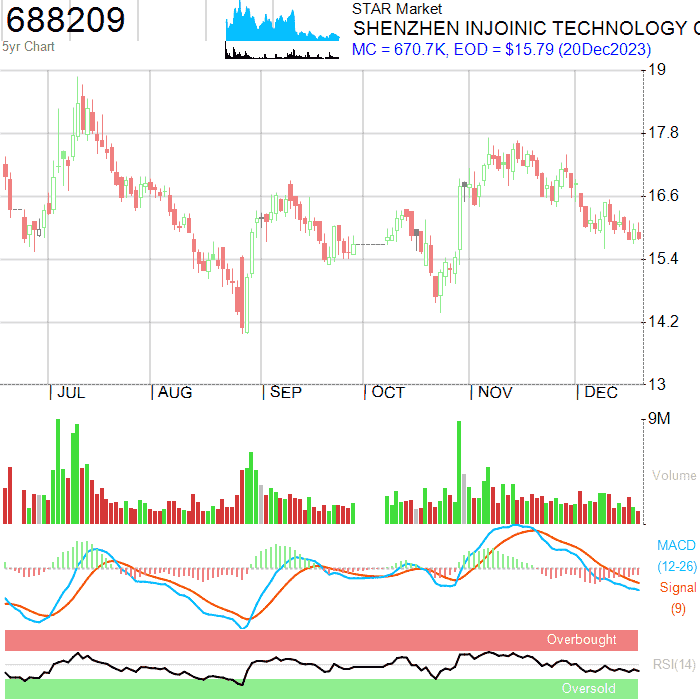 688209
5yr Chart
STAR Market
SHENZHEN INJOINIC TECHNOLOGY
MC = 670.7K, EOD = $15.79 (20Dec2023)
19
17.8
16.6
15.4
14.2
13
JUL
AUG
SEP
OCT
NOV
DEC
9M
Volume
MACD
(12-26)
Signal
(9)
Overbought
RSI(14)
Oversold